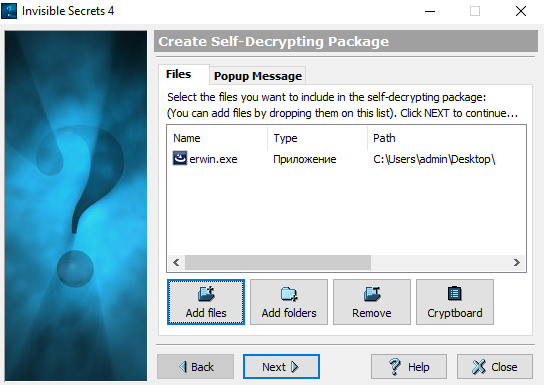 Invisible Secrets 4
Create Self-Decrypting Package
Files Popup Message
Select the files you want to include in the self-decrypting package:
(You can add files by dropping them on this list). Click NEXT to continue...
Name Type Path
erwin.exe Приложение C:\Users\admin\Desktop\
Add files Add folders Remove Cryptboard
Back Next Help Close